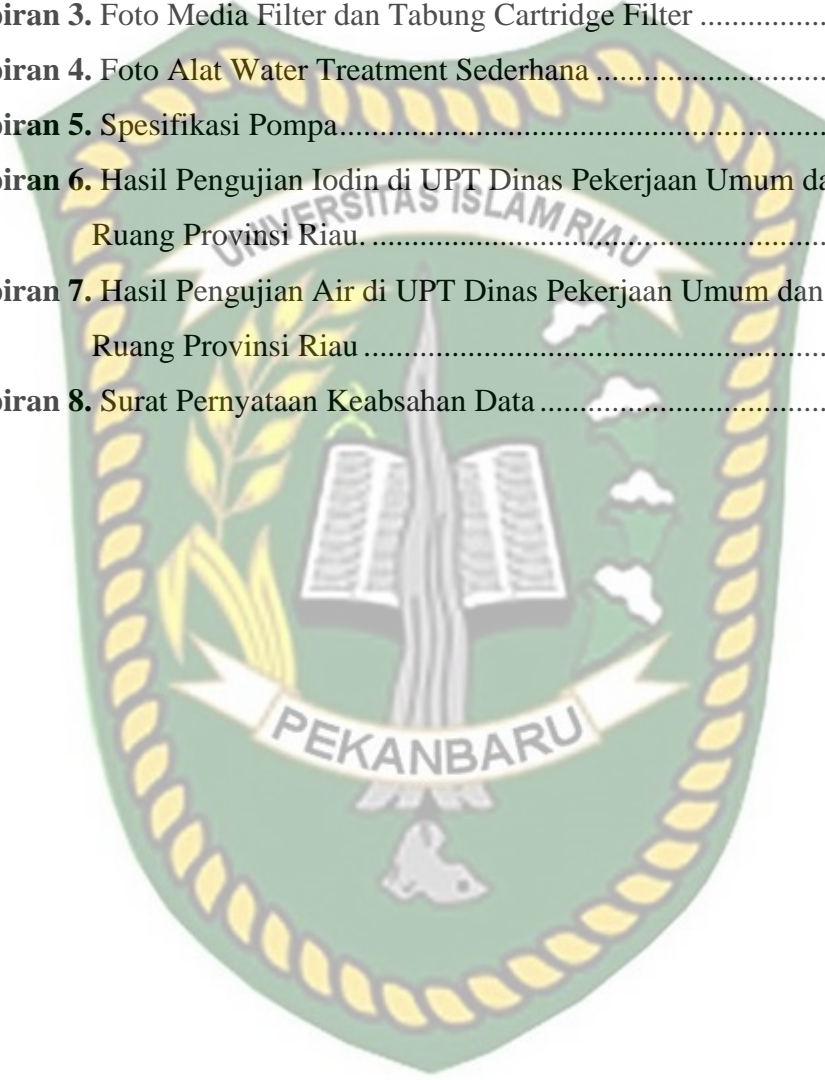 piran 3. Foto Media Filter dan Tabung Cartridge Filter ................
piran 4. Foto Alat Water Treatment Sederhana ................
piran 5. Spesifikasi Pompa................
piran 6. Hasil Pengujian Iodin di UPT Dinas Pekerjaan Umum da
Ruang Provinsi Riau. ................
piran 7. Hasil Pengujian Air di UPT Dinas Pekerjaan Umum dan
Ruang Provinsi Riau ................
piran 8. Surat Pernyataan Keabsahan Data ................
UNIVERSITAS ISLAM RIAU
PEKANBARU